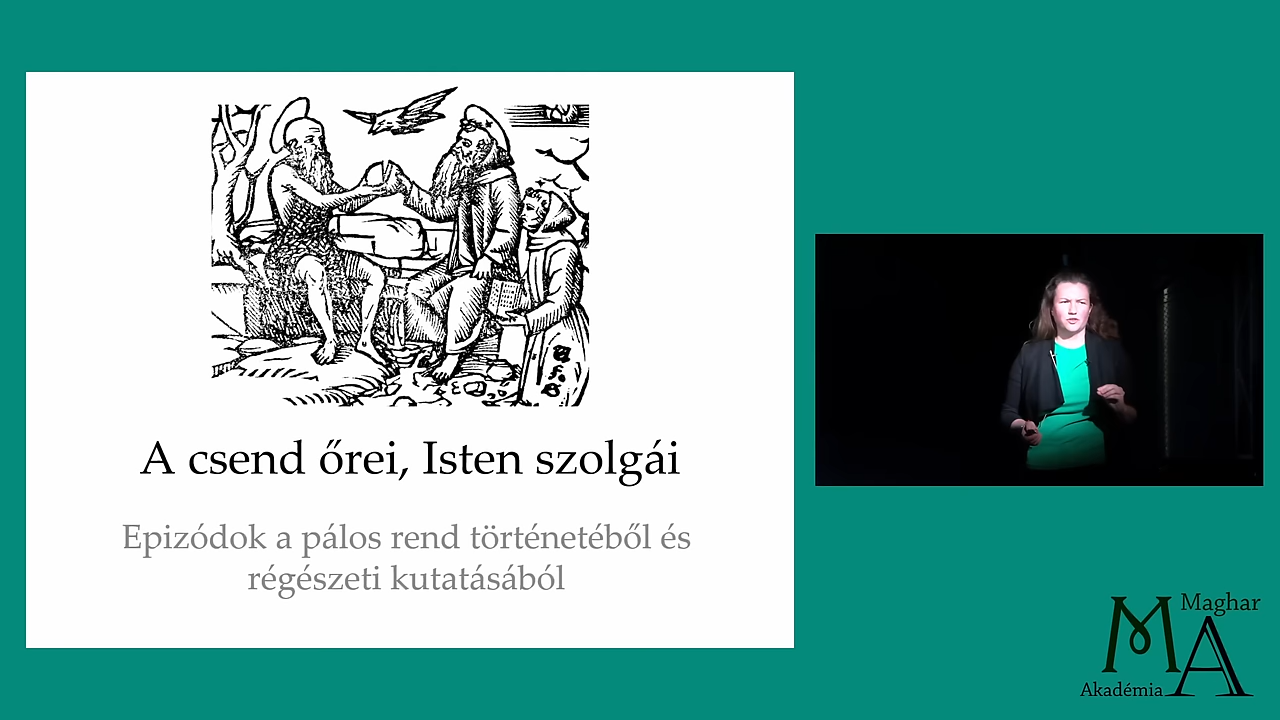 A csend őrei, Isten szolgái
Epizódok a pálos rend történetéből és
régészeti kutatásából
Maghar
MA
Akadémia